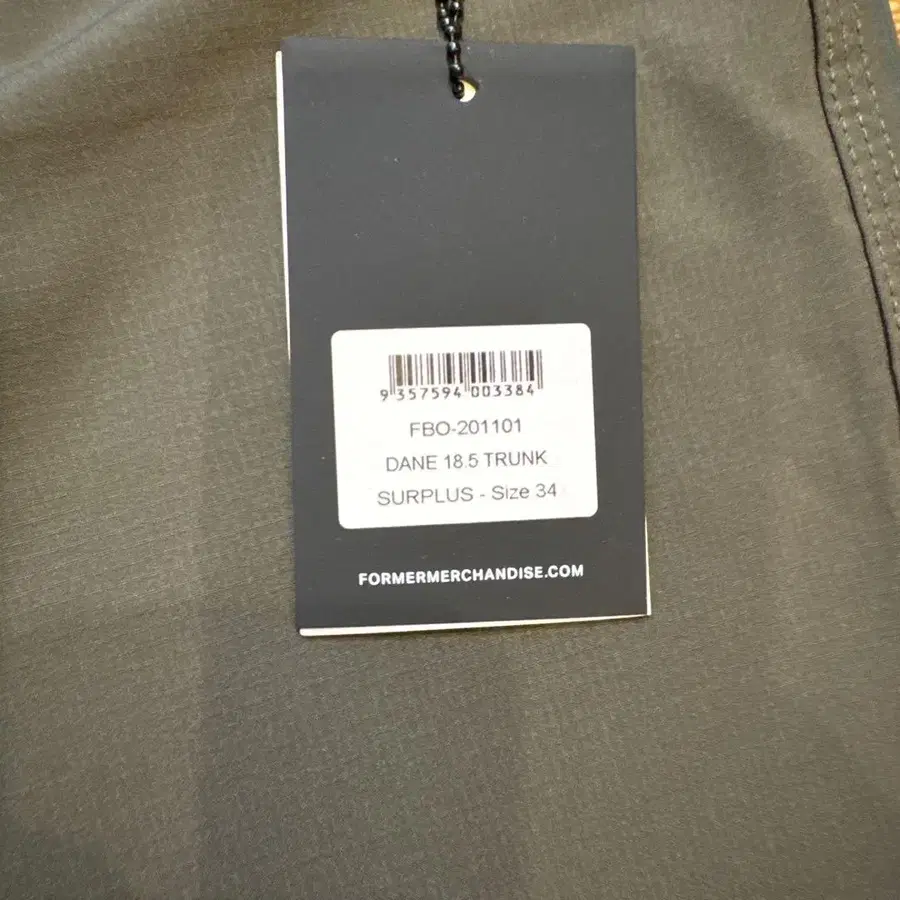 9 357594 003384
FBO-201101
DANE 18.5 TRUNK
SURPLUS - Size 34
FORMERMERCHANDISE.COM